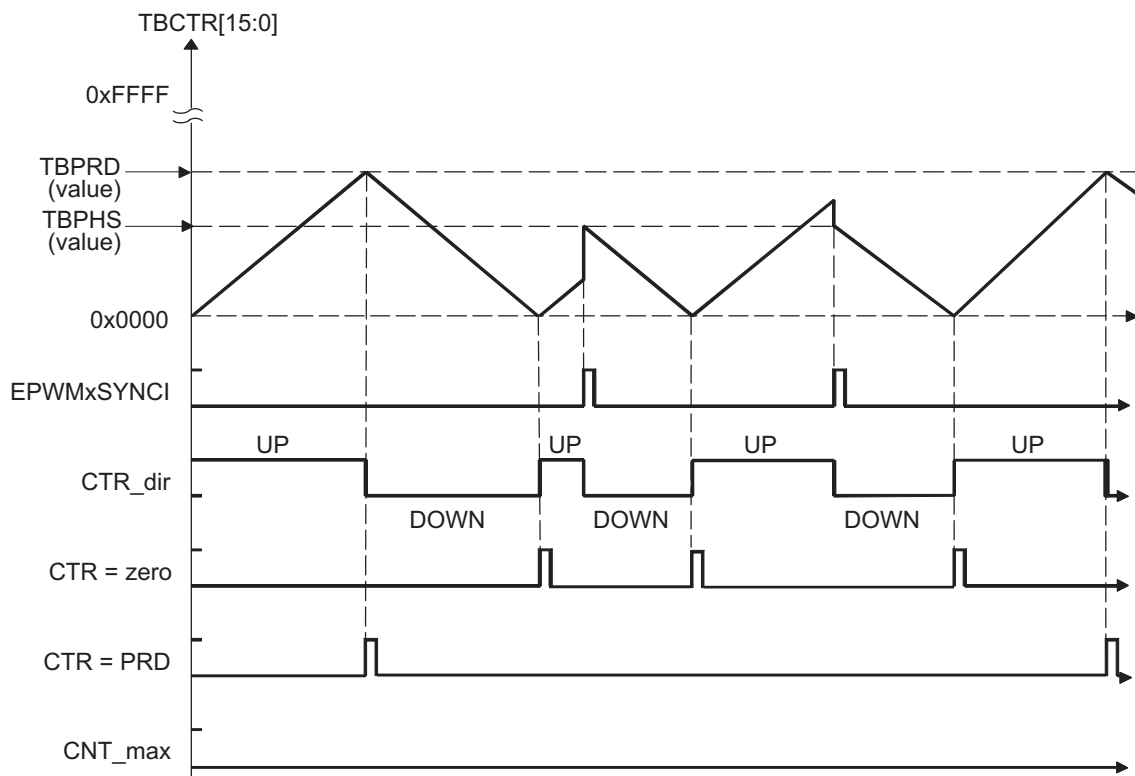 TBCTR[15:0]
0xFFFF
TBPRD
(value)
TBPHS
(value)
0x0000
EPWMxSYNCI
UP UP UP UP
CTR_dir
DOWN DOWN DOWN
CTR = zero
CTR = PRD
CNT_max